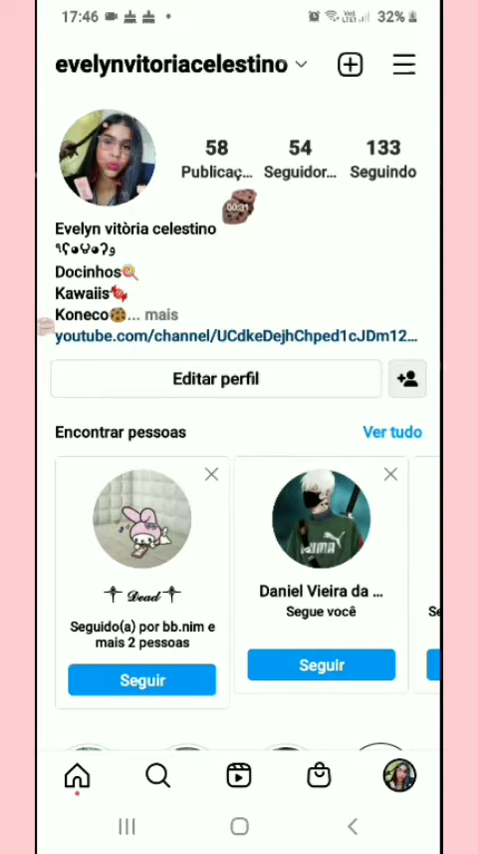 17:46
32%
evelynvitoriacelestino
58 54 133
Publicaç... Seguidor... Seguindo
00:31
Evelyn vitòria celestino
Docinhos🍭
Kawaiis🍬
Koneco🍪... mais
youtube.com/channel/UCdkeDejhChped1cJDm12...
Editar perfil
Encontrar pessoas Ver tudo
༒ 𝓓𝓮𝓪𝓭 ༒
Seguido(a) por bb.nim e
mais 2 pessoas
Seguir
Daniel Vieira da ...
Segue você
Seguir
PUMA